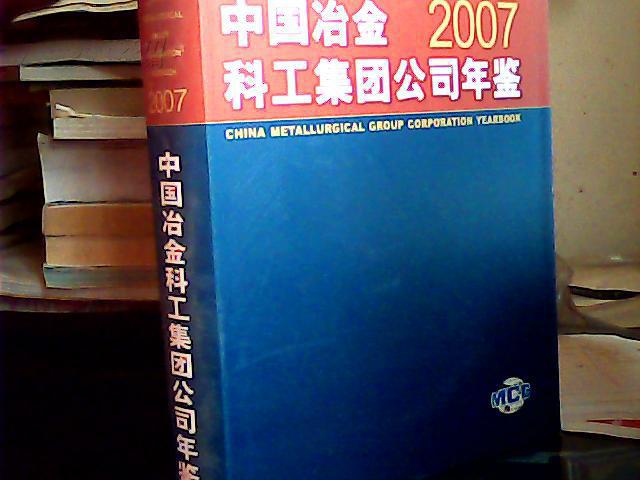 中国冶金 2007
科工集团公司年鉴
CHINA METALLURGICAL GROUP CORPORATION YEARBOOK
MCC
2007
中国冶金科工集团公司年鉴